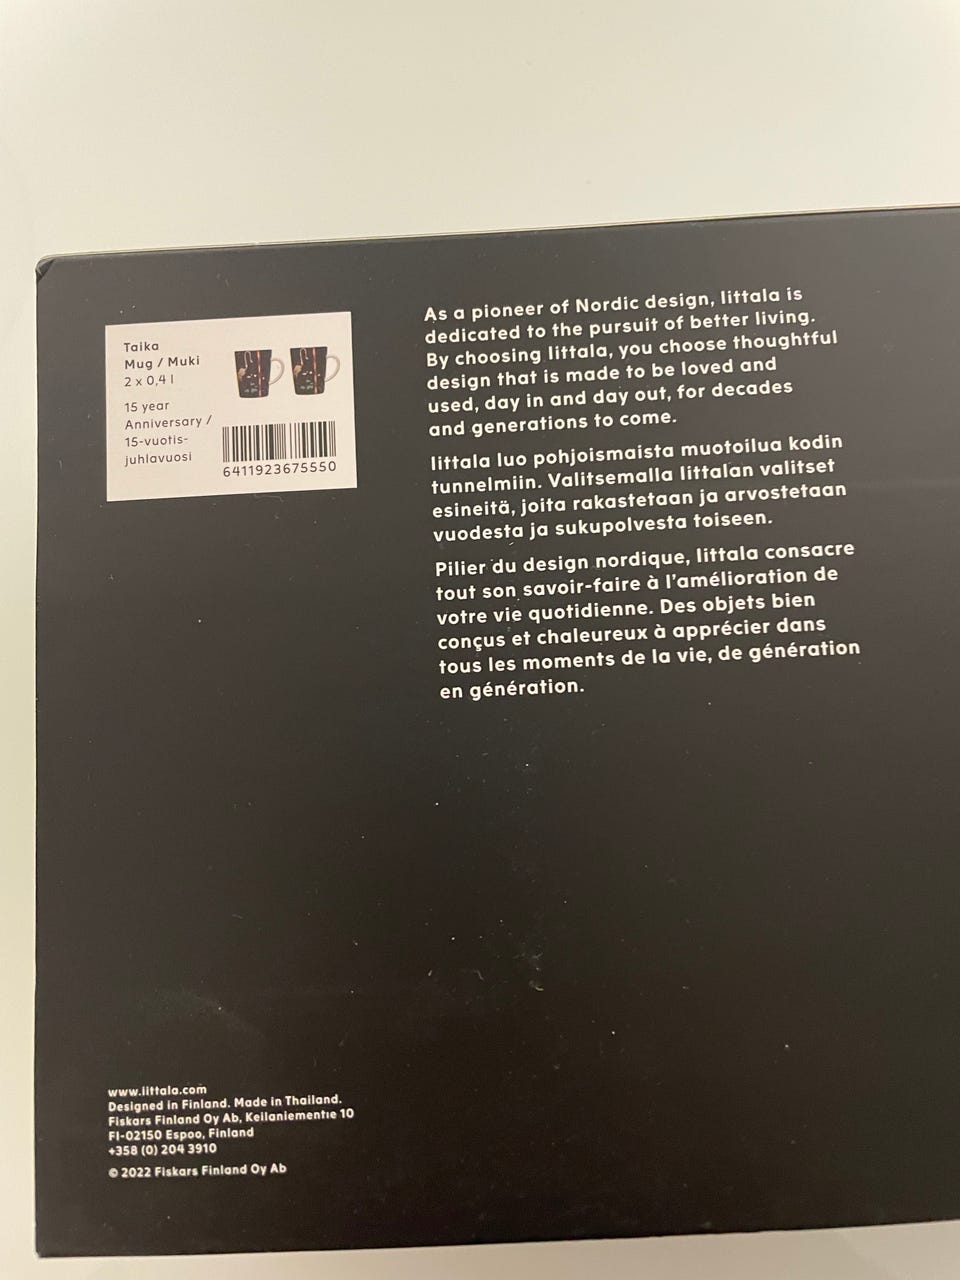 Taika
Mug / Muki
2 x 0,4 l
15 year
Anniversary /
15-vuotis-
juhlavuosi
6411923675550
As a pioneer of Nordic design, Iittala is
dedicated to the pursuit of better living.
By choosing Iittala, you choose thoughtful
design that is made to be loved and
used, day in and day out, for decades
and generations to come.
Iittala luo pohjoismaista muotoilua kodin
tunnelmiin. Valitsemalla Iittalan valitset
esineitä, joita rakastetaan ja arvostetaan
vuodesta ja sukupolvesta toiseen.
Pilier du design nordique, Iittala consacre
tout son savoir-faire à l'amélioration de
votre vie quotidienne. Des objets bien
conçus et chaleureux à apprécier dans
tous les moments de la vie, de génération
en génération.
www.iittala.com
Designed in Finland. Made in Thailand.
Fiskars Finland Oy Ab, Keilaniementie 10
FI-02150 Espoo, Finland
+358 (0) 204 3910
© 2022 Fiskars Finland Oy Ab